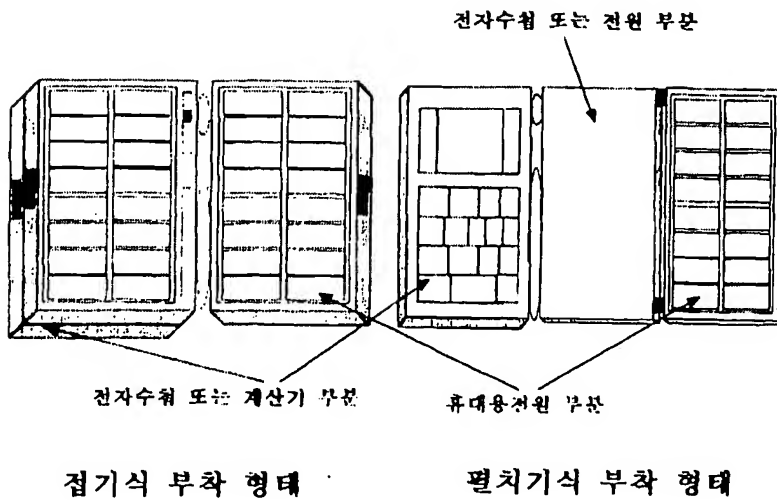 전자수첩 또는 전원 부분
전자수첩 또는 계산기 부분
휴대용전원 부분
접기식 부착 형태
펼치기식 부착 형태